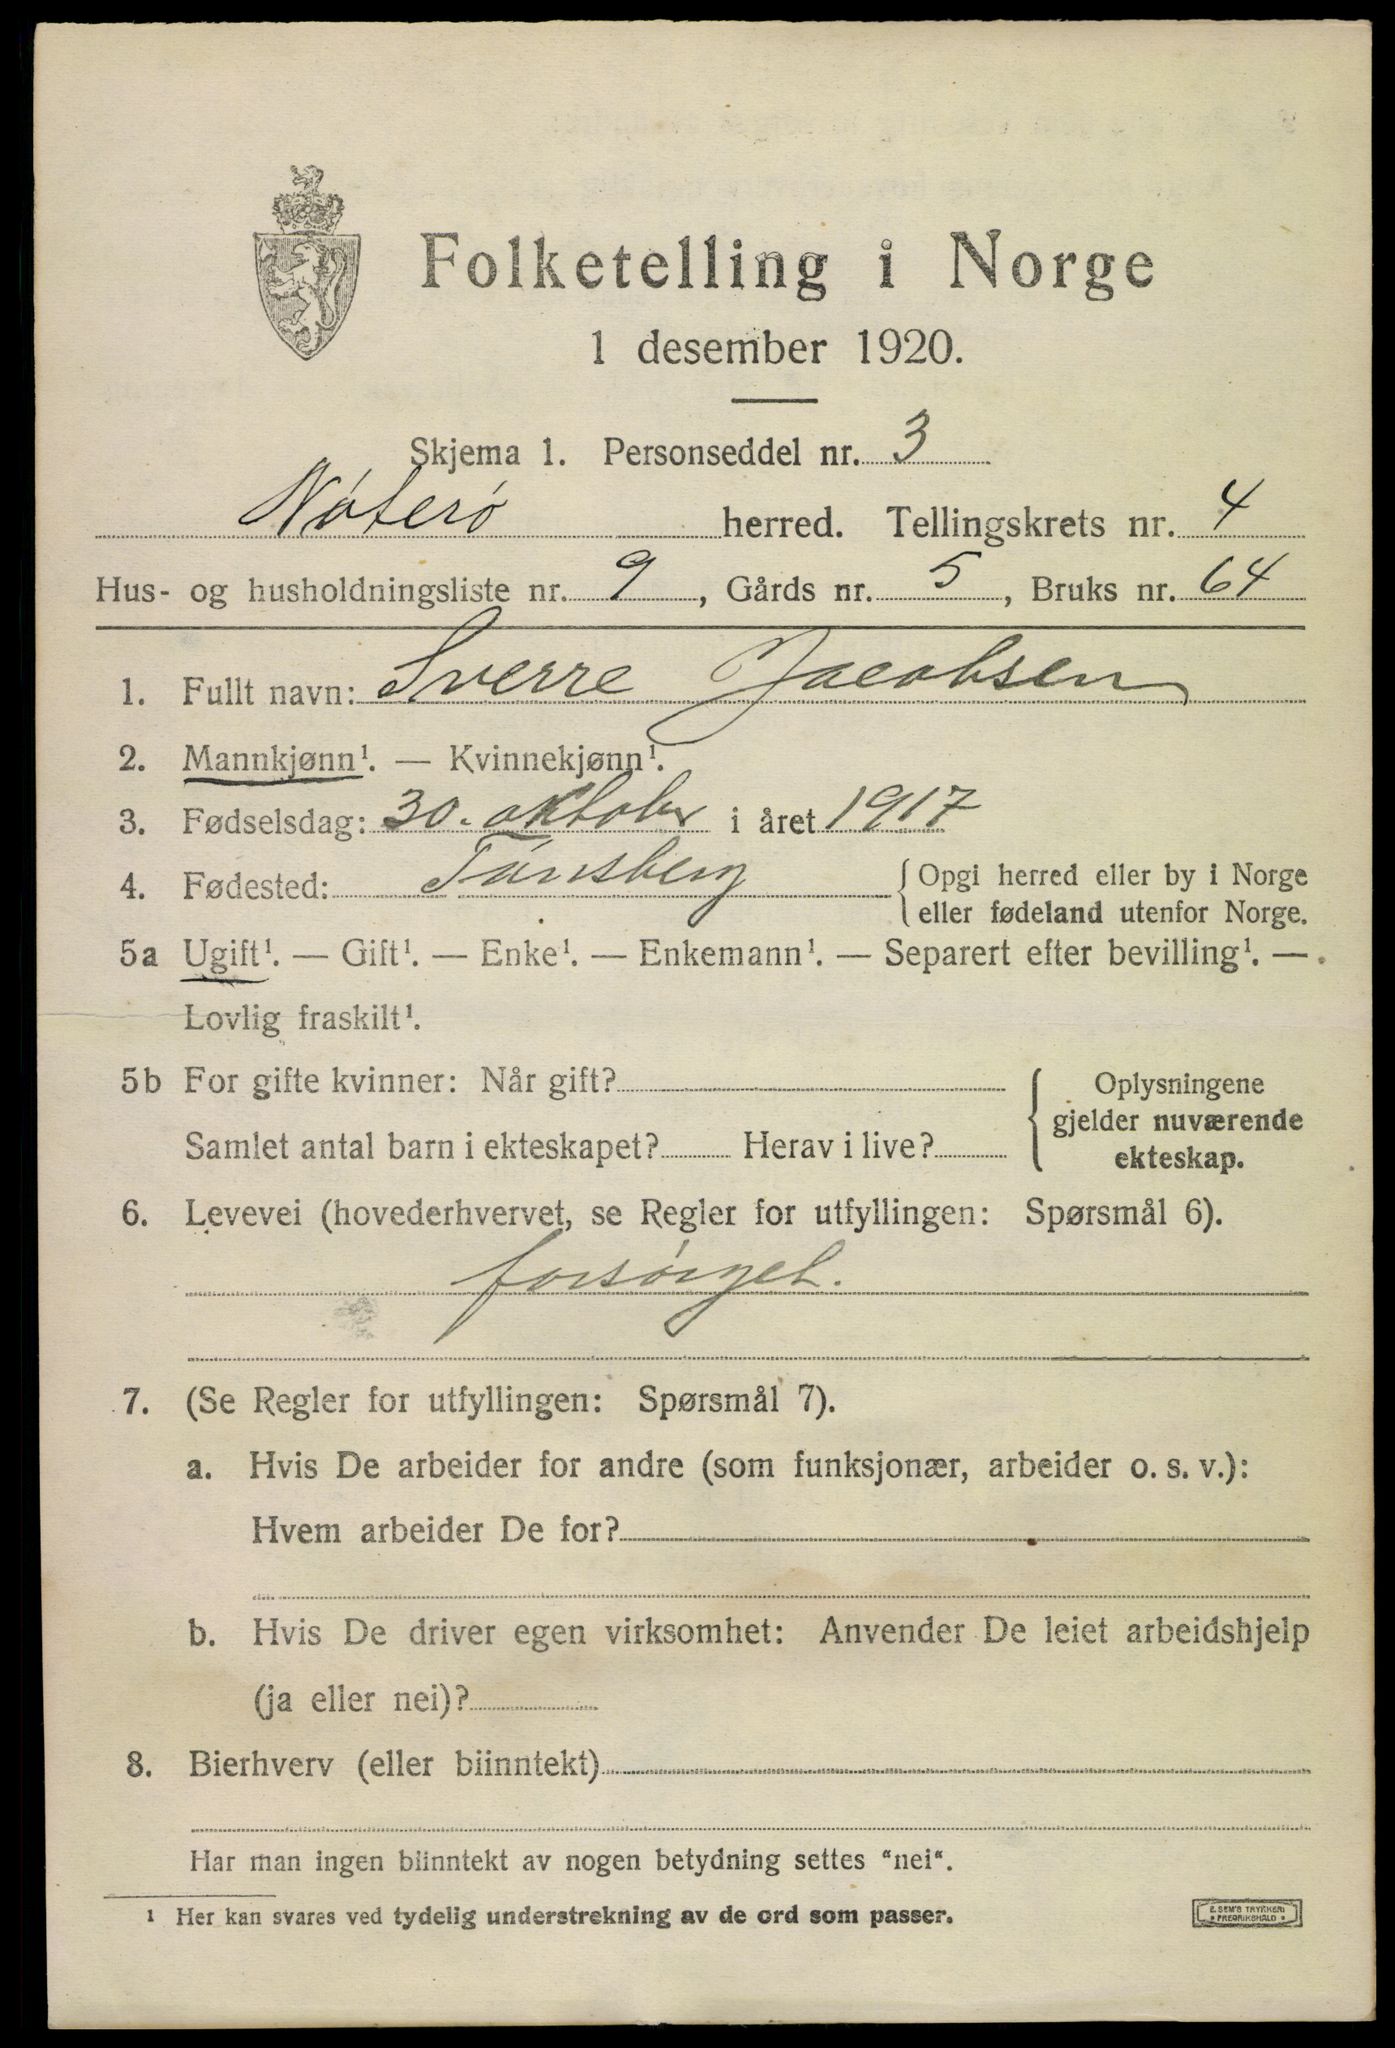 Folketelling i Norge
1 desember 1920.
Skjema 1. Personseddel nr. 3
Nøterø herred. Tellingskrets nr. 4
Hus- og husholdningsliste nr. 9, Gårds nr. 5, Bruks nr. 64
1. Fullt navn: Sverre Jacobsen
2. Mannkjønn¹. — Kvinnekjønn¹.
3. Fødselsdag: 30. oktober i året 1917
4. Fødested: Tønsberg { Opgi herred eller by i Norge
eller fødeland utenfor Norge.
5a Ugift¹. — Gift¹. — Enke¹. — Enkemann¹. — Separert efter bevilling¹. —
Lovlig fraskilt¹.
5b For gifte kvinner: Når gift? { Oplysningene
gjelder nuværende
Samlet antal barn i ekteskapet? Herav i live? ekteskap.
6. Levevei (hovederhvervet, se Regler for utfyllingen: Spørsmål 6).
forsørget.
7. (Se Regler for utfyllingen: Spørsmål 7).
a. Hvis De arbeider for andre (som funksjonær, arbeider o. s. v.):
Hvem arbeider De for?
b. Hvis De driver egen virksomhet: Anvender De leiet arbeidshjelp
(ja eller nei)?
8. Bierhverv (eller biinntekt)
Har man ingen biinntekt av nogen betydning settes "nei".
1 Her kan svares ved tydelig understrekning av de ord som passer.
E. SEM'S TRYKKERI
• FREDRIKSHALD •